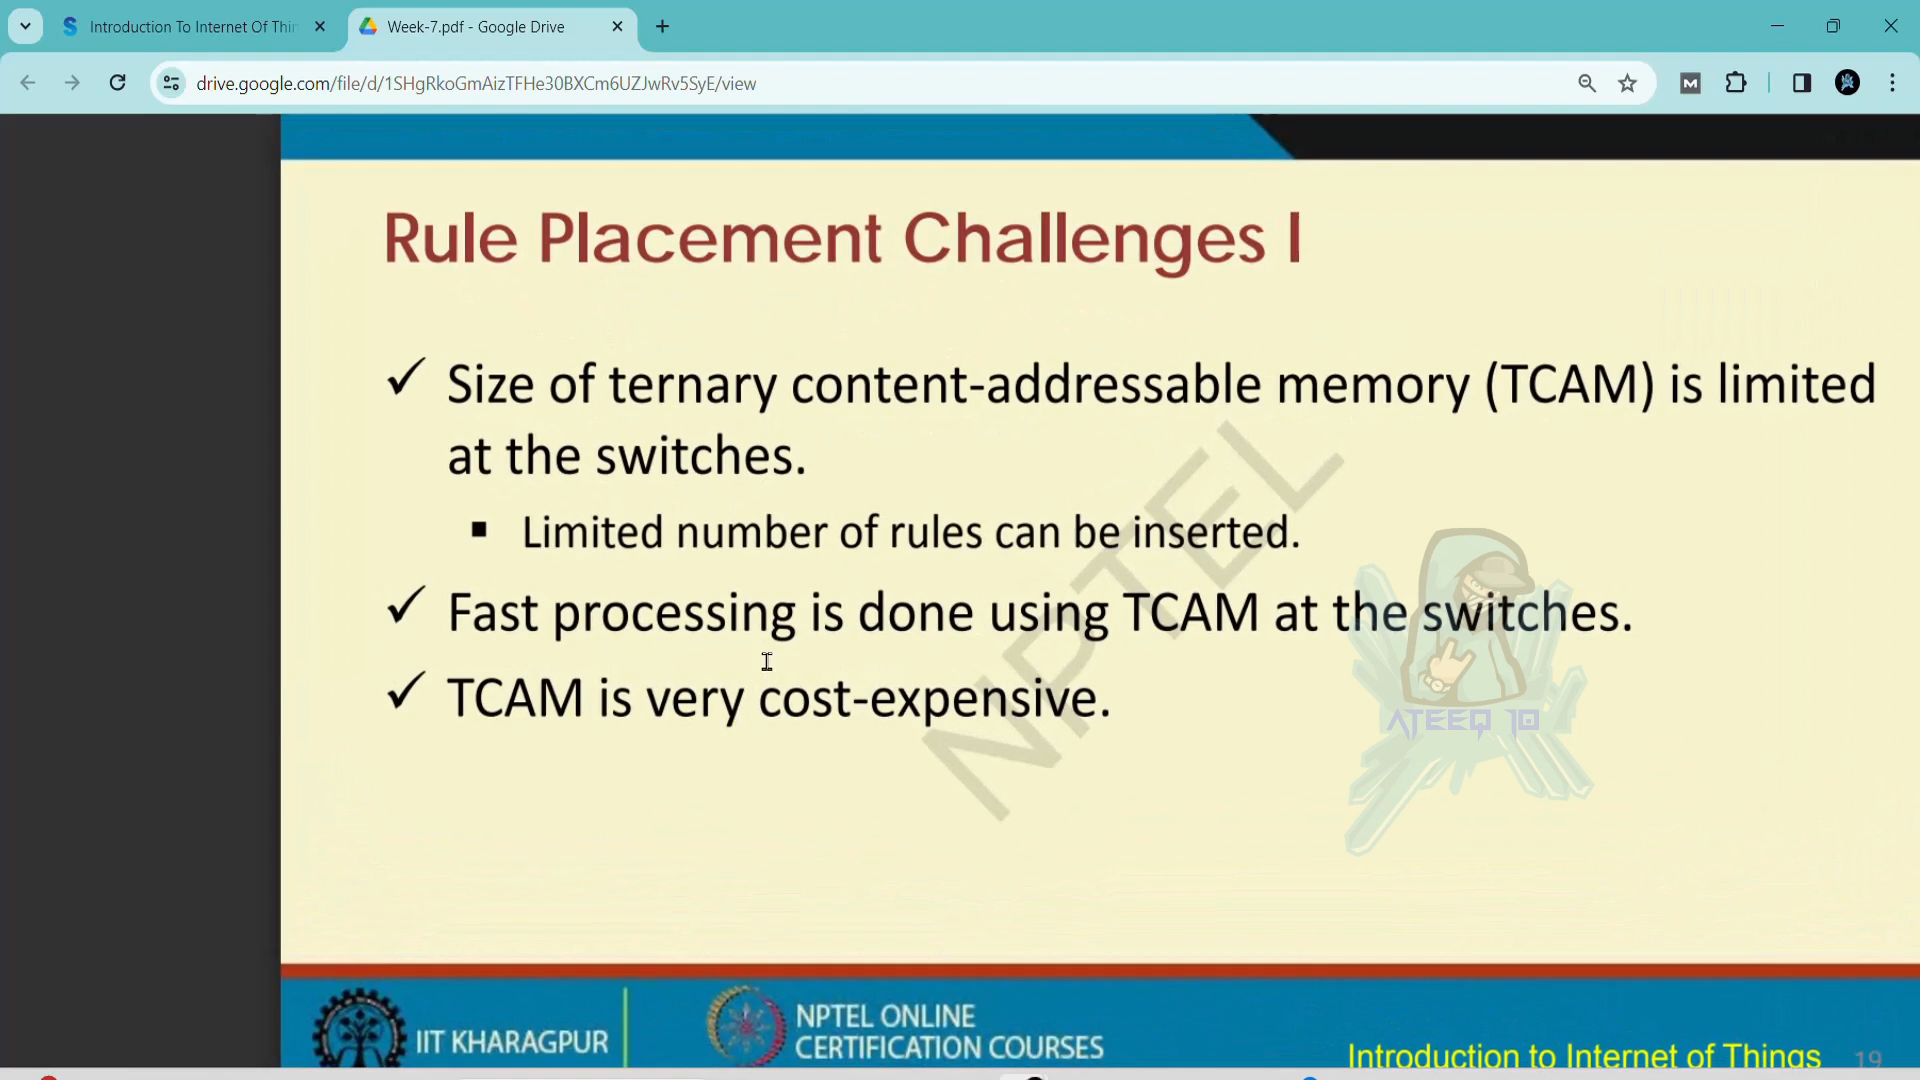 Introduction To Internet Of Thin
Week-7.pdf - Google Drive
drive.google.com/file/d/1SHgRkoGmAizTFHe30BXCm6UZJwRv5SyE/view
M
Rule Placement Challenges I
✓ Size of ternary content-addressable memory (TCAM) is limited
at the switches.
▪ Limited number of rules can be inserted.
✓ Fast processing is done using TCAM at the switches.
✓ TCAM is very cost-expensive.
NPTEL
ATEEQ 10
IIT KHARAGPUR
NPTEL ONLINE
CERTIFICATION COURSES
Introduction to Internet of Things
19